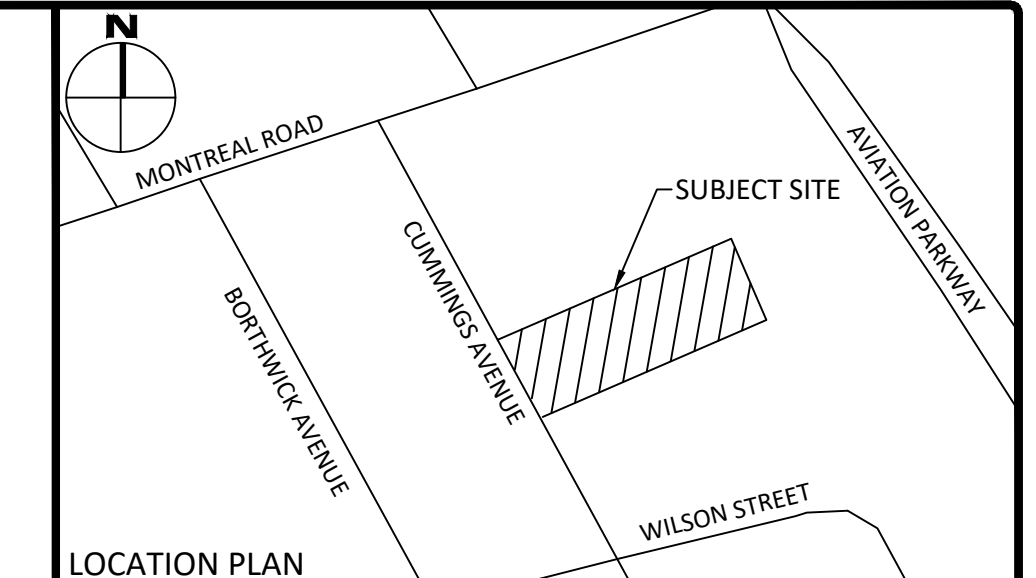 N
MONTREAL ROAD
SUBJECT SITE
AVIATION PARKWAY
CUMMINGS AVENUE
BORTHWICK AVENUE
WILSON STREET
LOCATION PLAN